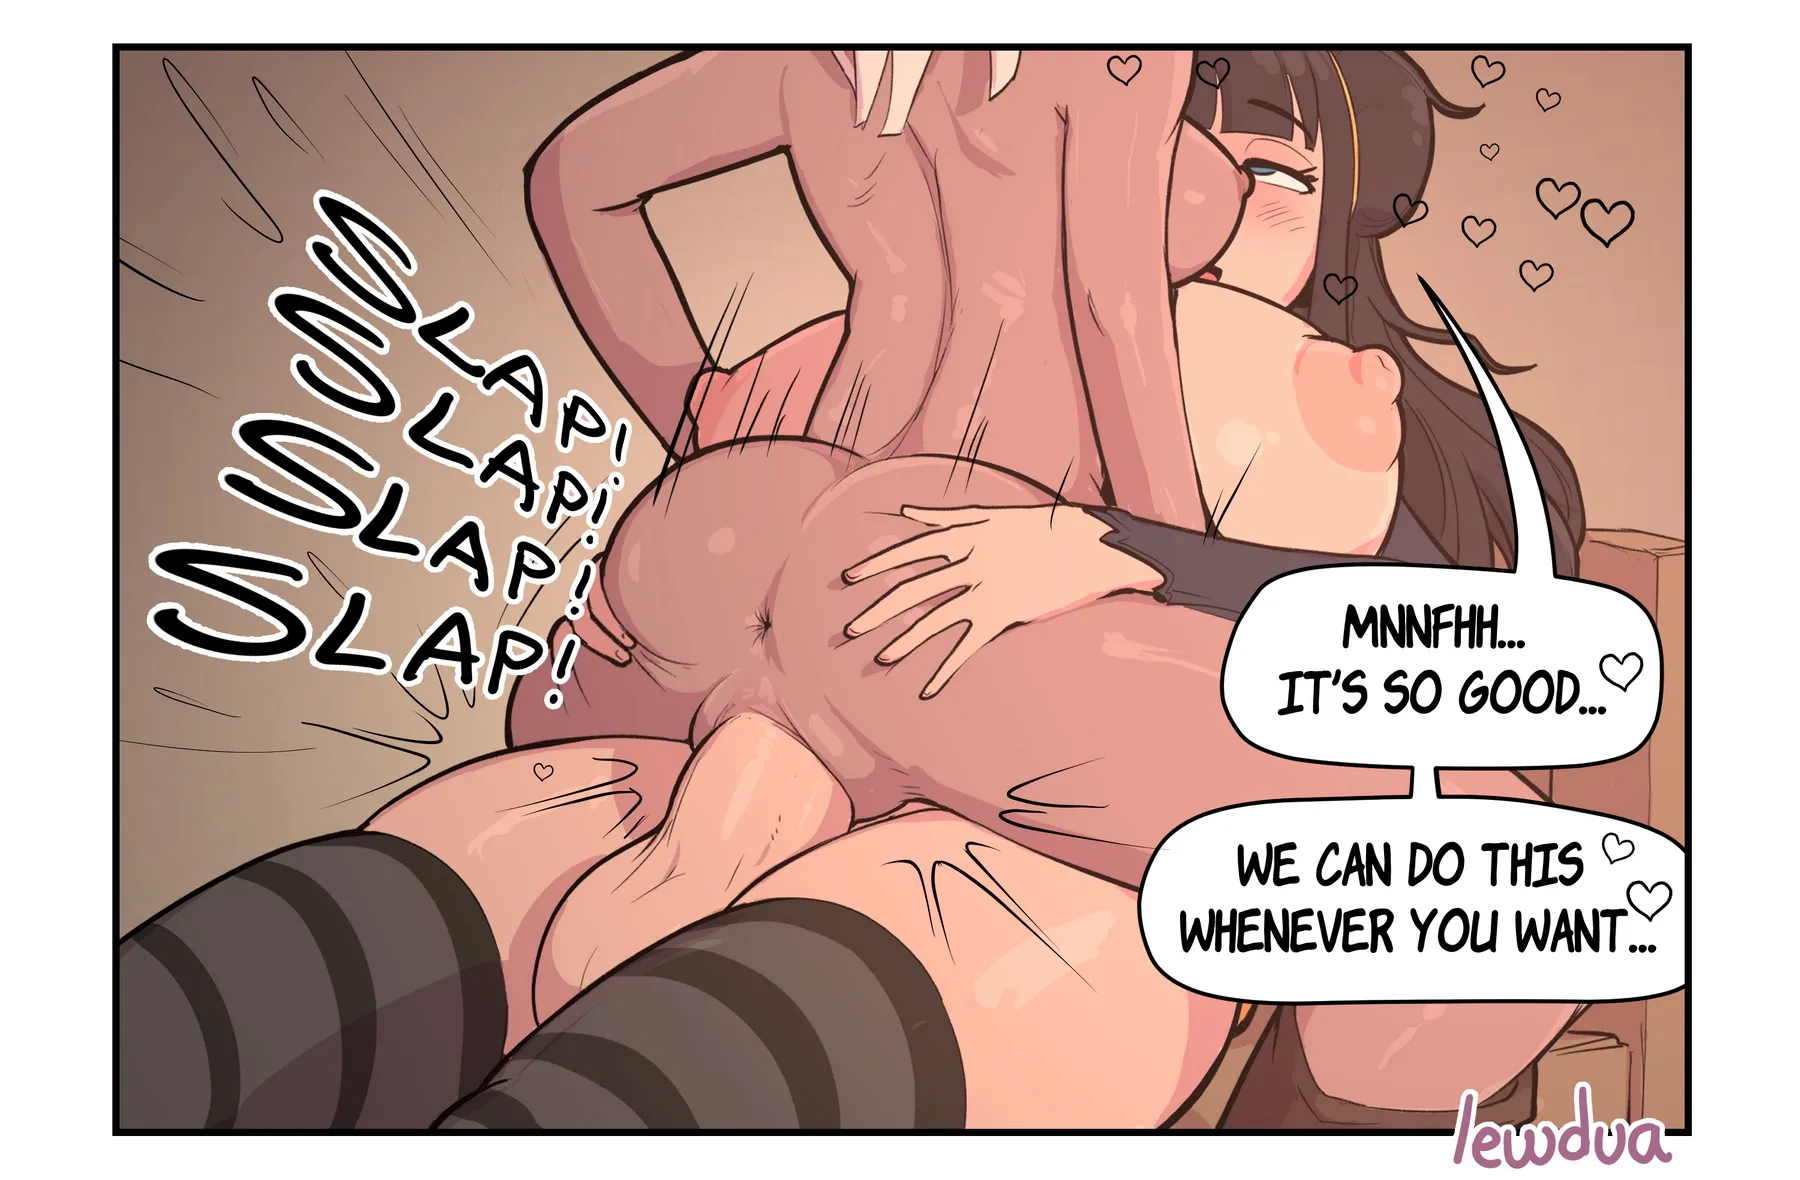 SLAP!
SLAP!
SLAP!
SLAP!
MNNFHH...
IT'S SO GOOD...♡
WE CAN DO THIS
WHENEVER YOU WANT...
lewdua